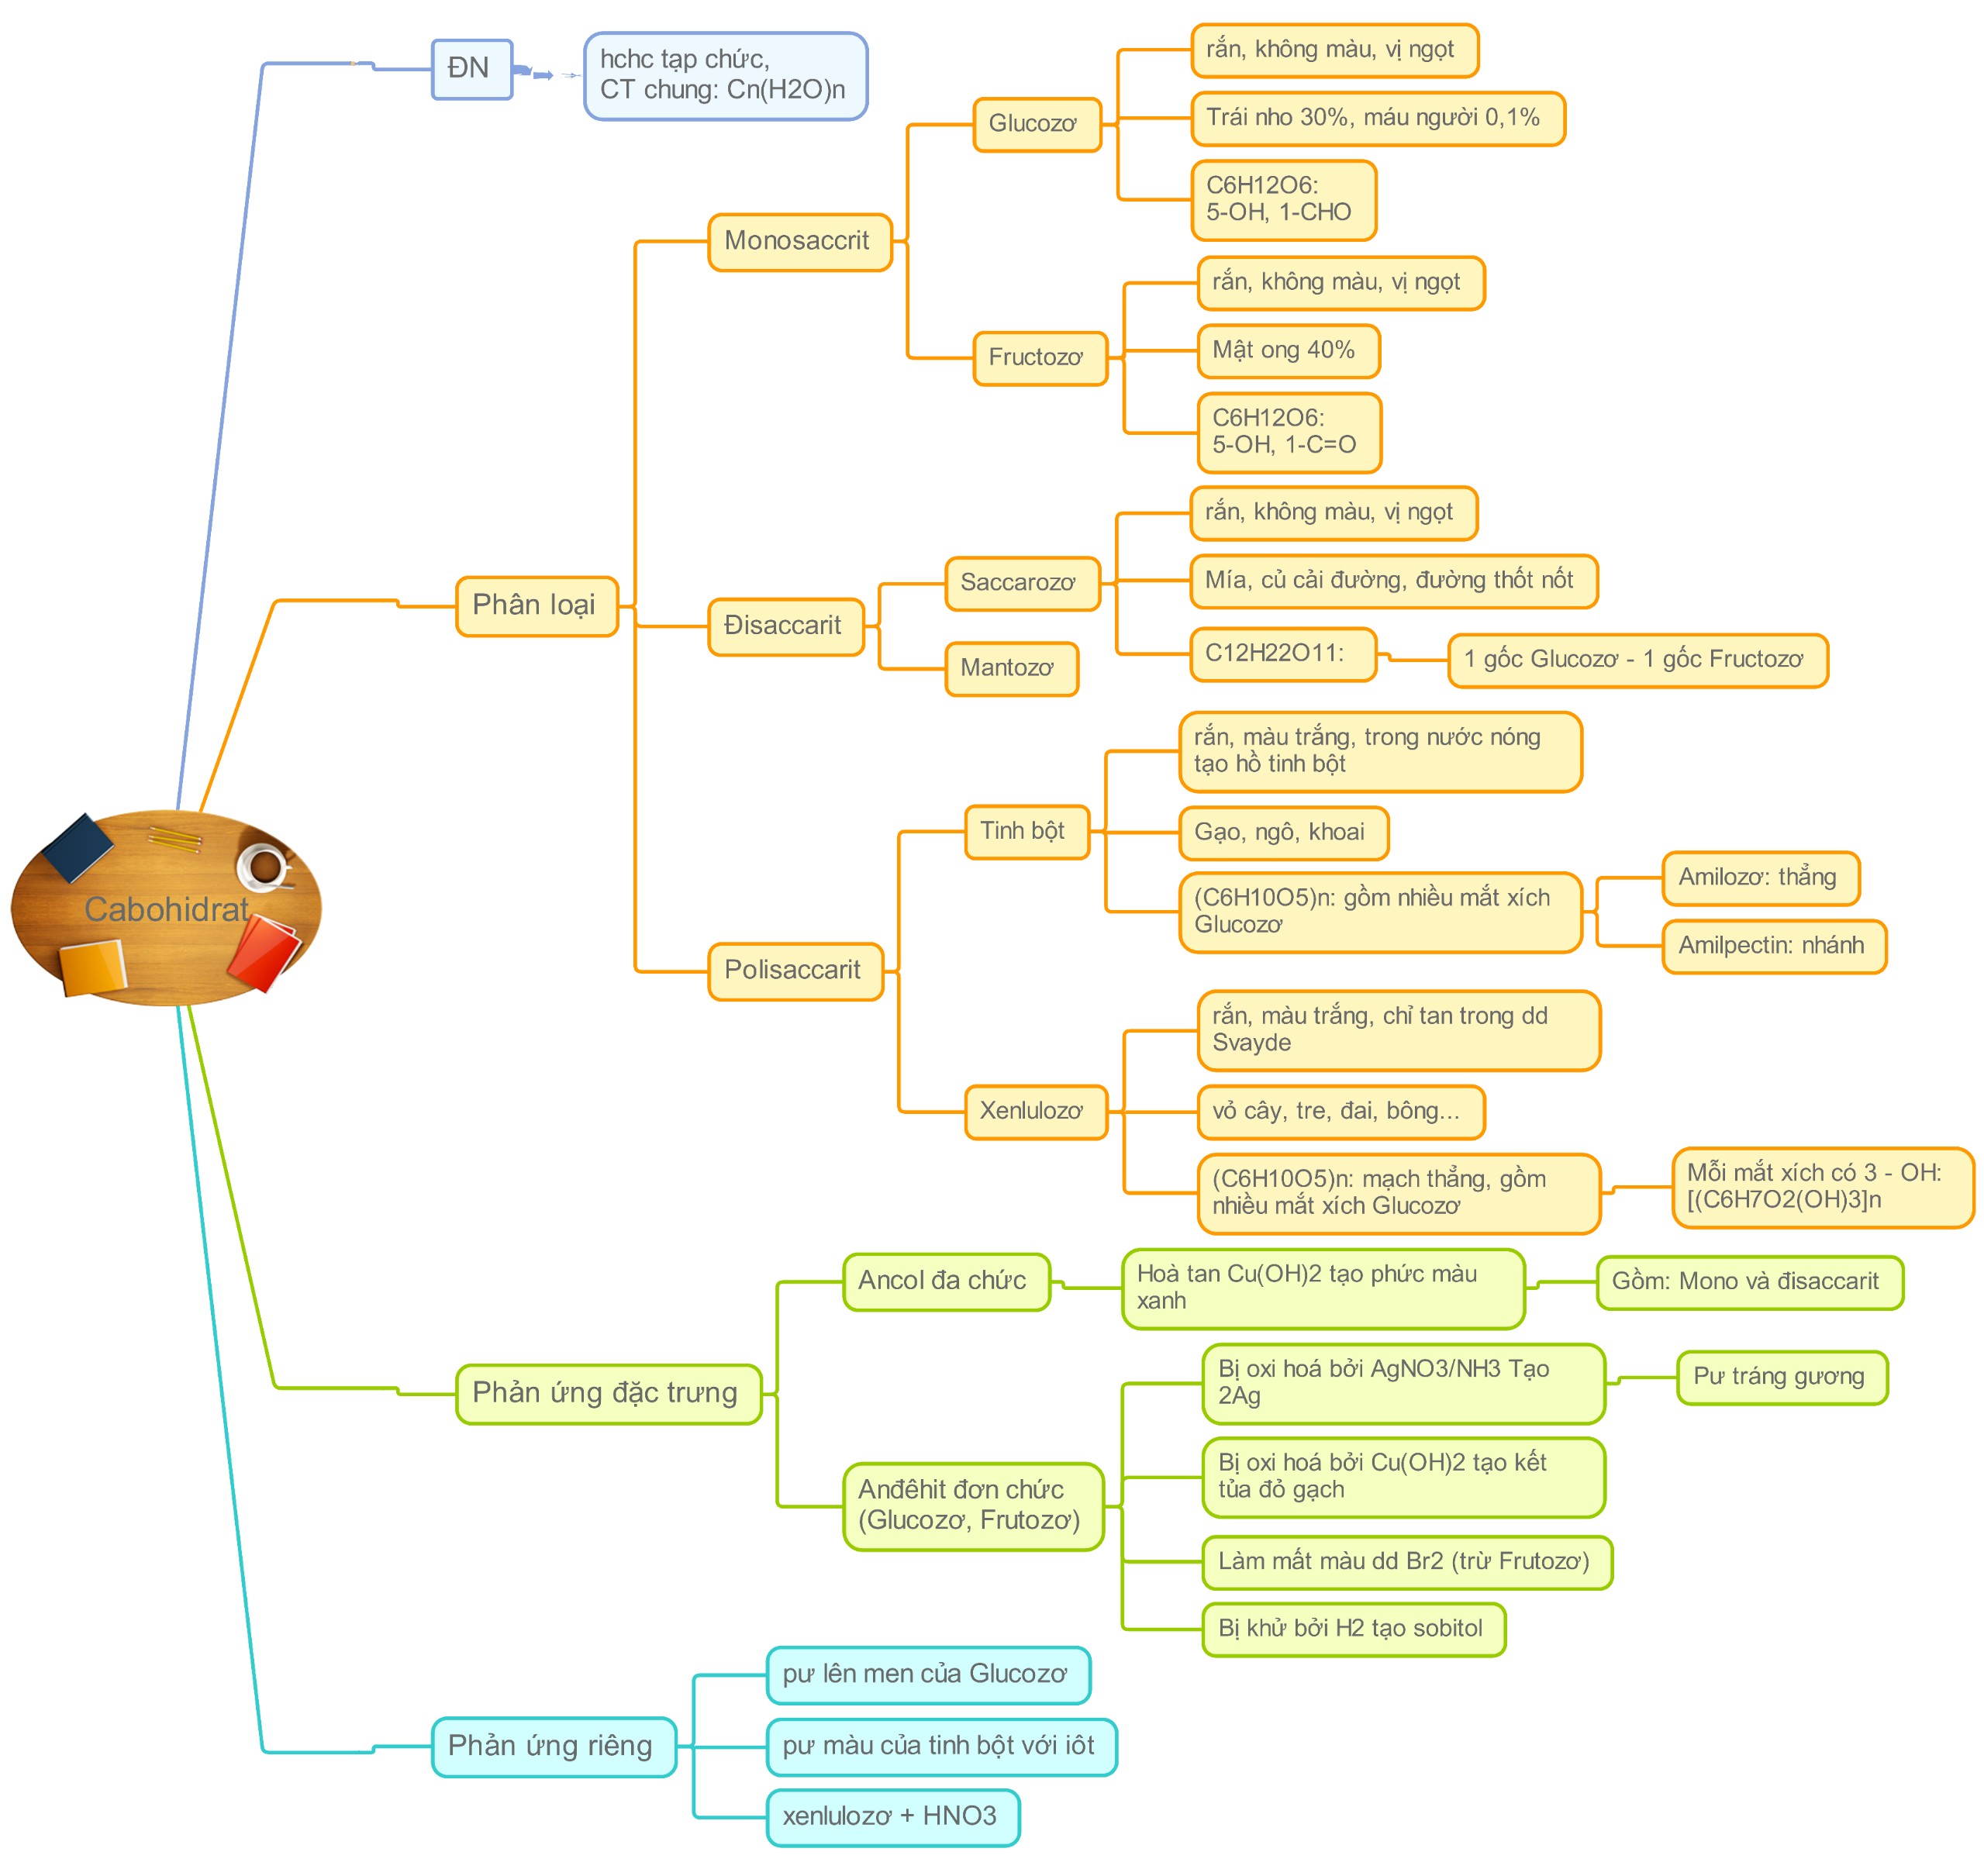 Cabohidrat
ĐN
hchc tạp chức,
CT chung: Cn(H2O)n
Phân loại
Monosaccrit
Glucozơ
rắn, không màu, vị ngọt
Trái nho 30%, máu người 0,1%
C6H12O6:
5-OH, 1-CHO
Fructozơ
rắn, không màu, vị ngọt
Mật ong 40%
C6H12O6:
5-OH, 1-C=O
Đisaccarit
Saccarozơ
rắn, không màu, vị ngọt
Mía, củ cải đường, đường thốt nốt
C12H22O11:
1 gốc Glucozơ - 1 gốc Fructozơ
Mantozơ
Polisaccarit
Tinh bột
rắn, màu trắng, trong nước nóng
tạo hồ tinh bột
Gạo, ngô, khoai
(C6H10O5)n: gồm nhiều mắt xích
Glucozơ
Amilozơ: thẳng
Amilpectin: nhánh
Xenlulozơ
rắn, màu trắng, chỉ tan trong dd
Svayde
vỏ cây, tre, đai, bông...
(C6H10O5)n: mạch thẳng, gồm
nhiều mắt xích Glucozơ
Mỗi mắt xích có 3 - OH:
[(C6H7O2(OH)3]n
Phản ứng đặc trưng
Ancol đa chức
Hoà tan Cu(OH)2 tạo phức màu
xanh
Gồm: Mono và đisaccarit
Anđêhit đơn chức
(Glucozơ, Frutozơ)
Bị oxi hoá bởi AgNO3/NH3 Tạo
2Ag
Pư tráng gương
Bị oxi hoá bởi Cu(OH)2 tạo kết
tủa đỏ gạch
Làm mất màu dd Br2 (trừ Frutozơ)
Bị khử bởi H2 tạo sobitol
Phản ứng riêng
pư lên men của Glucozơ
pư màu của tinh bột với iôt
xenlulozơ + HNO3